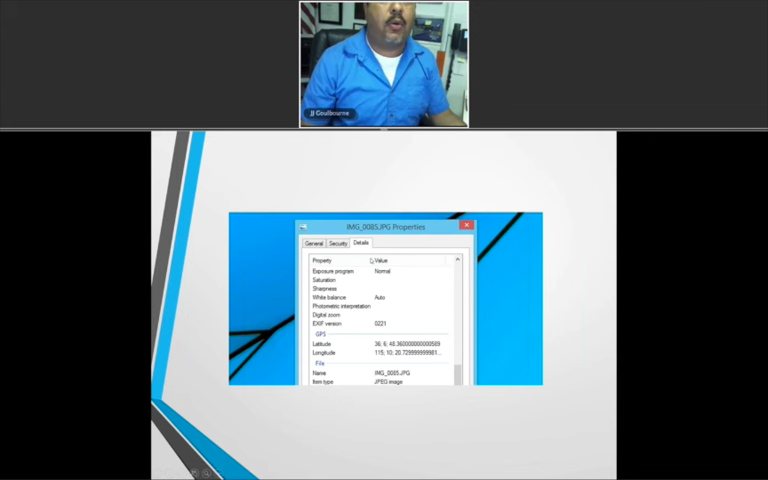 JJ Coulbourne
IMG_0085.JPG Properties
General Security Details
Property Value
Exposure program Normal
Saturation
Sharpness
White balance Auto
Photometric interpretation
Digital zoom
EXIF version 0221
GPS
Latitude 36; 6; 48.360000000000589
Longitude 115; 10; 20.729999999981...
File
Name IMG_0085.JPG
Item type JPEG image